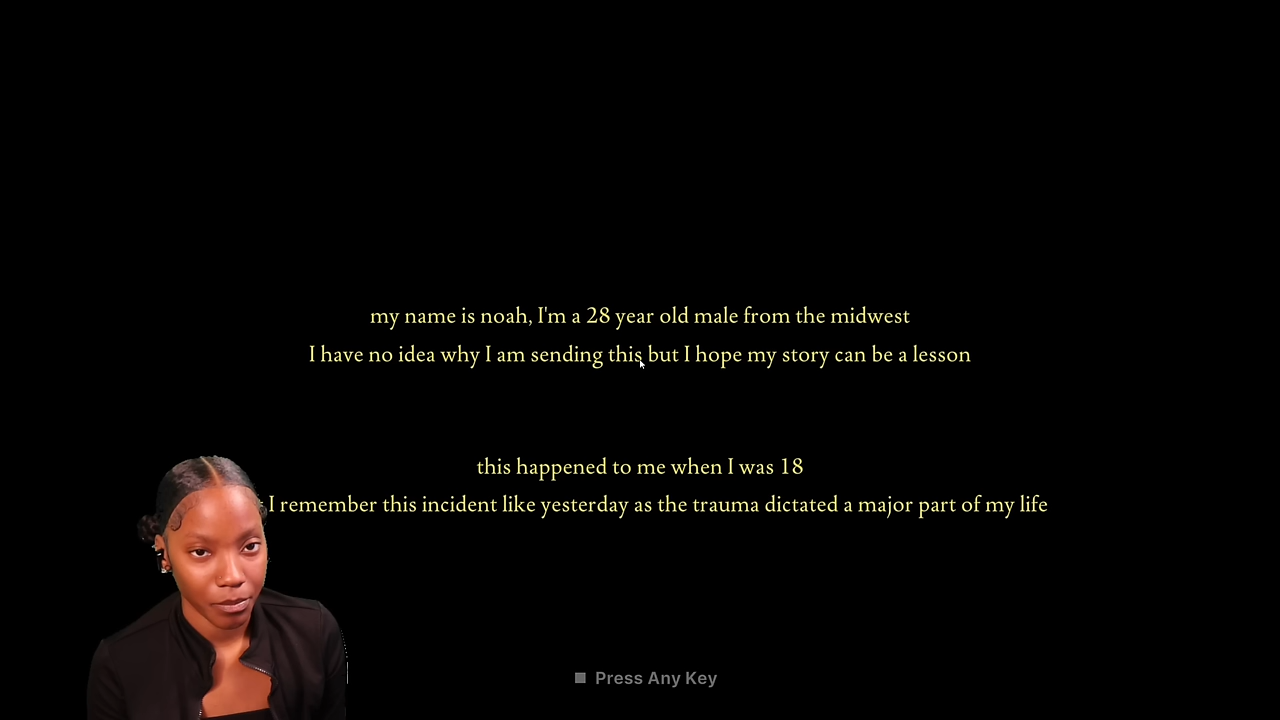 my name is noah, I'm a 28 year old male from the midwest
I have no idea why I am sending this but I hope my story can be a lesson
this happened to me when I was 18
I remember this incident like yesterday as the trauma dictated a major part of my life
Press Any Key